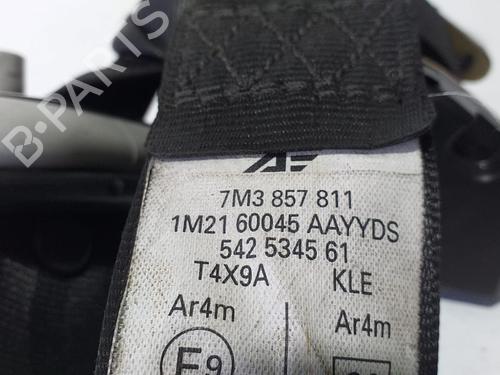 B-PARTS
7M3 857 811
1M21 60045 AAYYDS
542 5345 61
T4X9A KLE
Ar4m Ar4m
E9